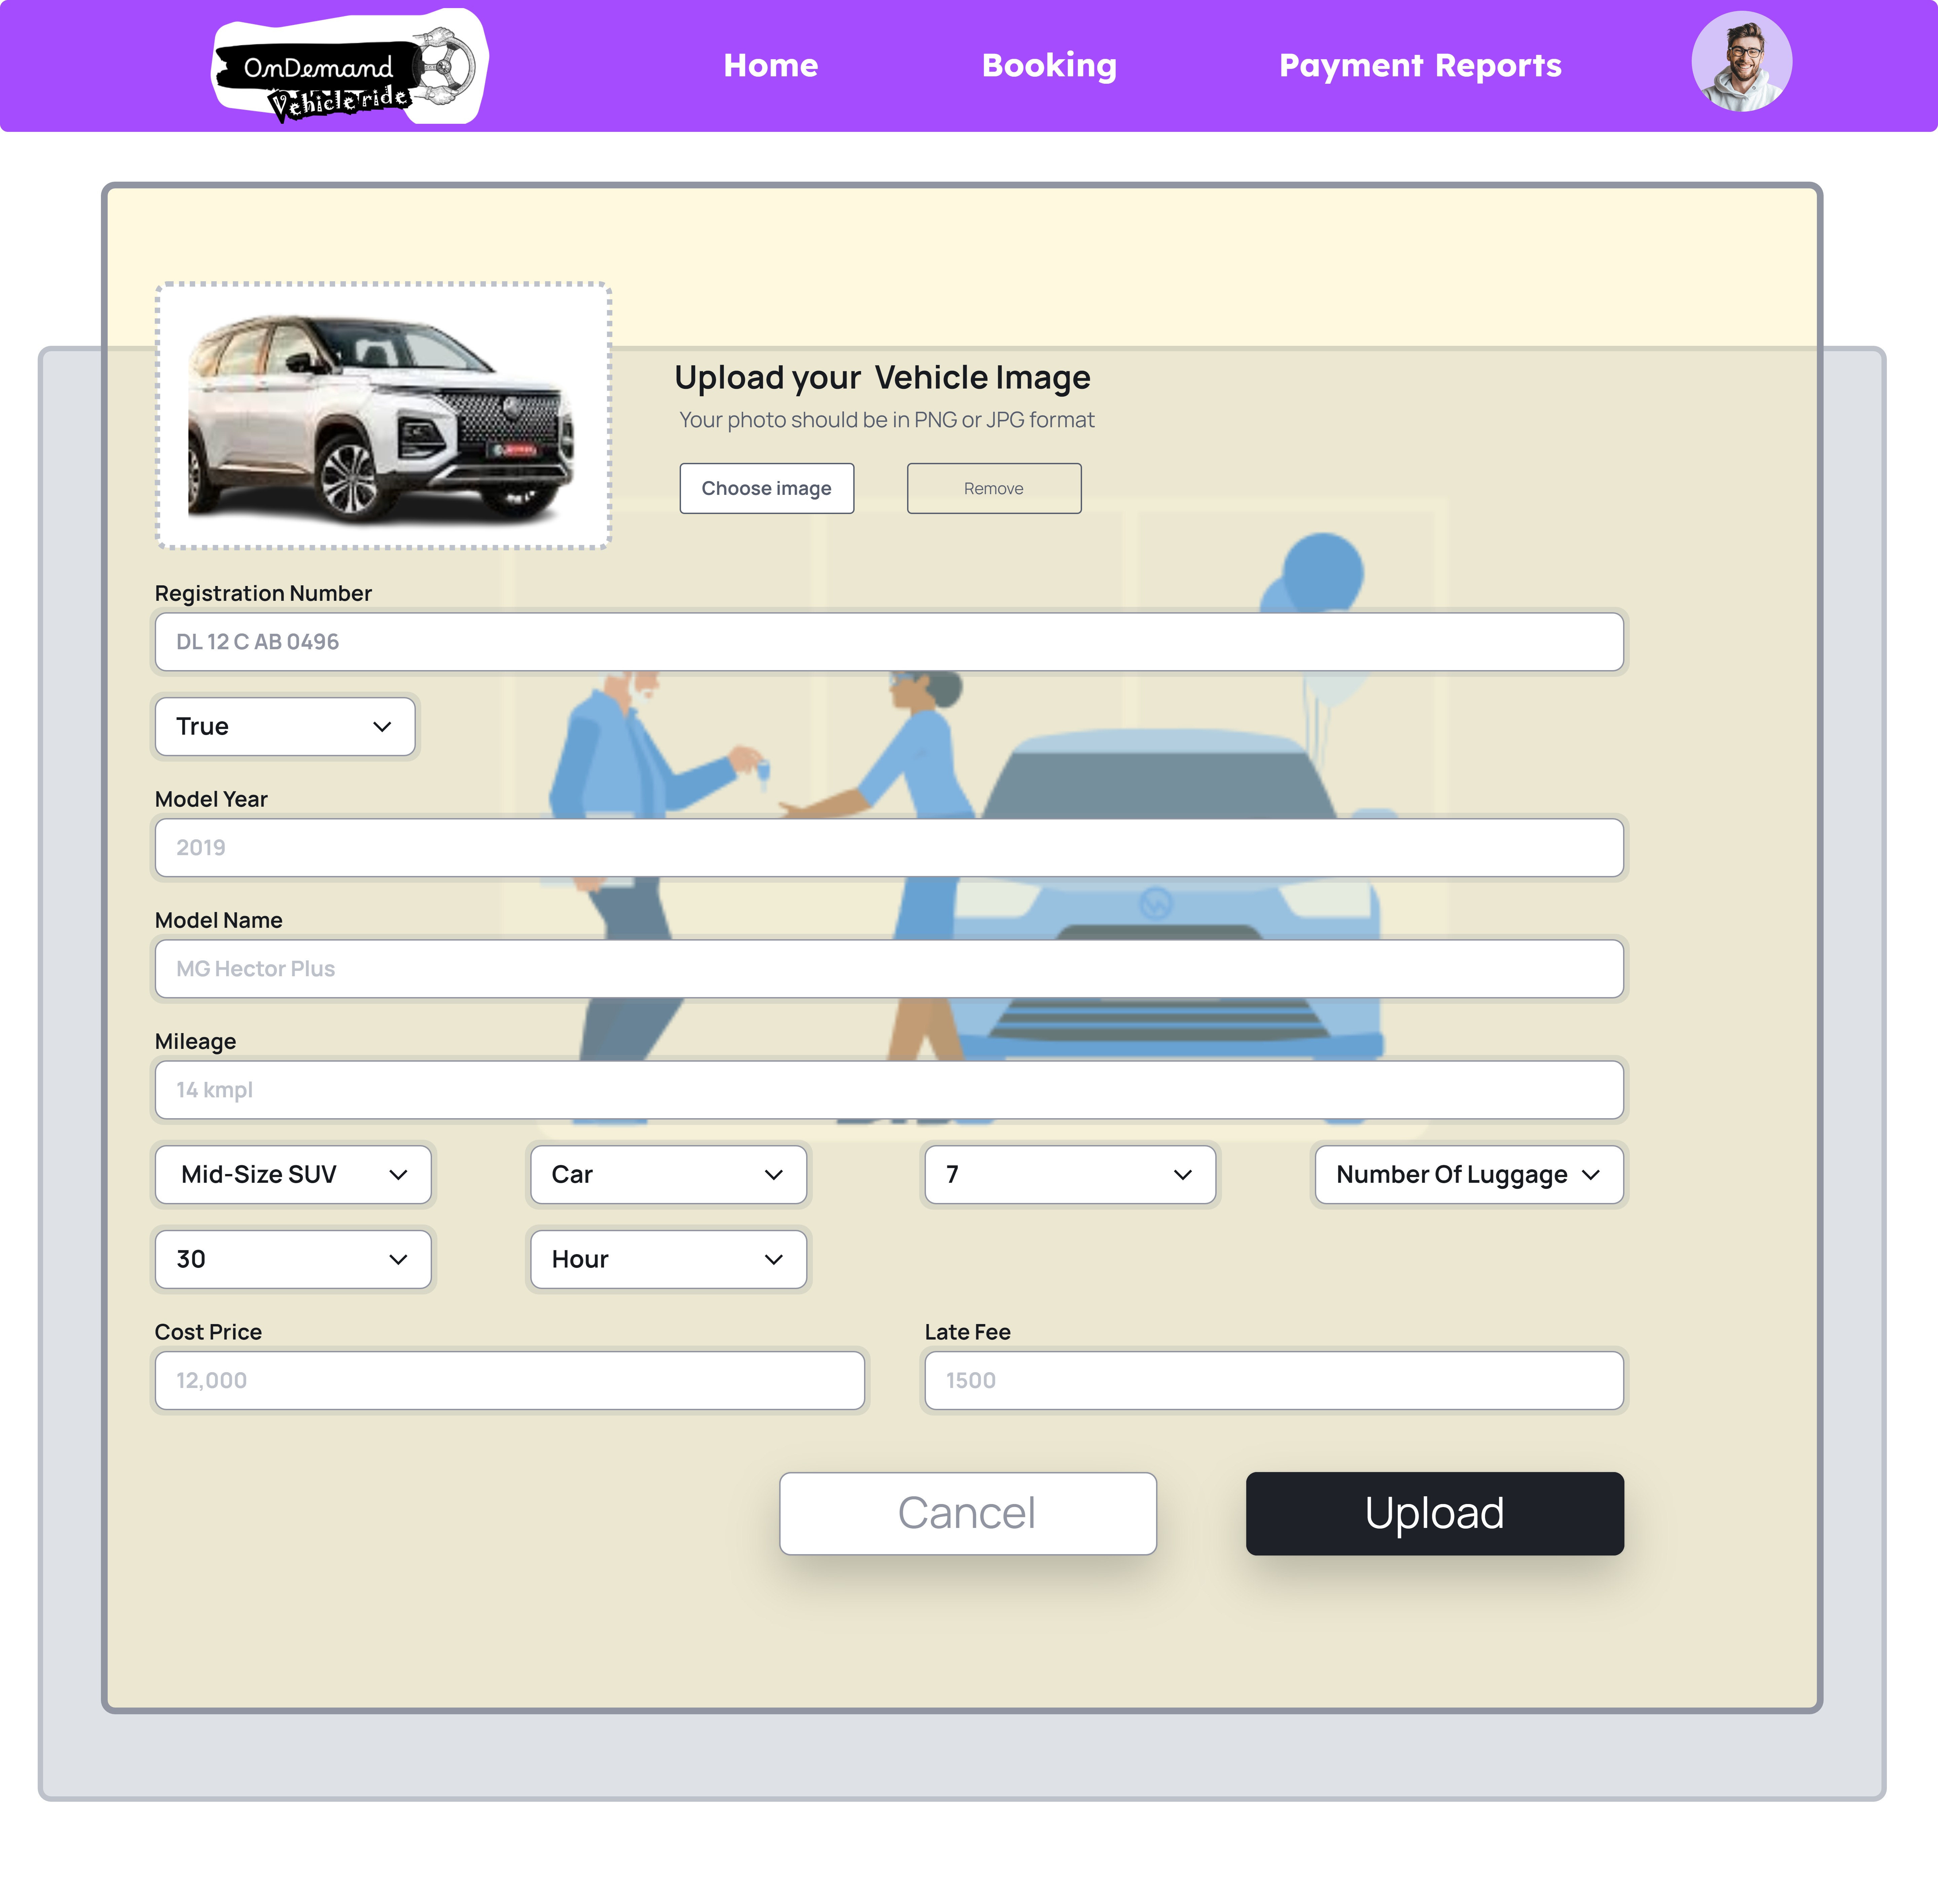 OnDemand
Vehicleride
Home
Booking
Payment Reports
Upload your Vehicle Image
Your photo should be in PNG or JPG format
Choose image
Remove
Registration Number
DL 12 C AB 0496
True
Model Year
2019
Model Name
MG Hector Plus
Mileage
14 kmpl
Mid-Size SUV
Car
7
Number Of Luggage
30
Hour
Cost Price
Late Fee
12,000
1500
Cancel
Upload